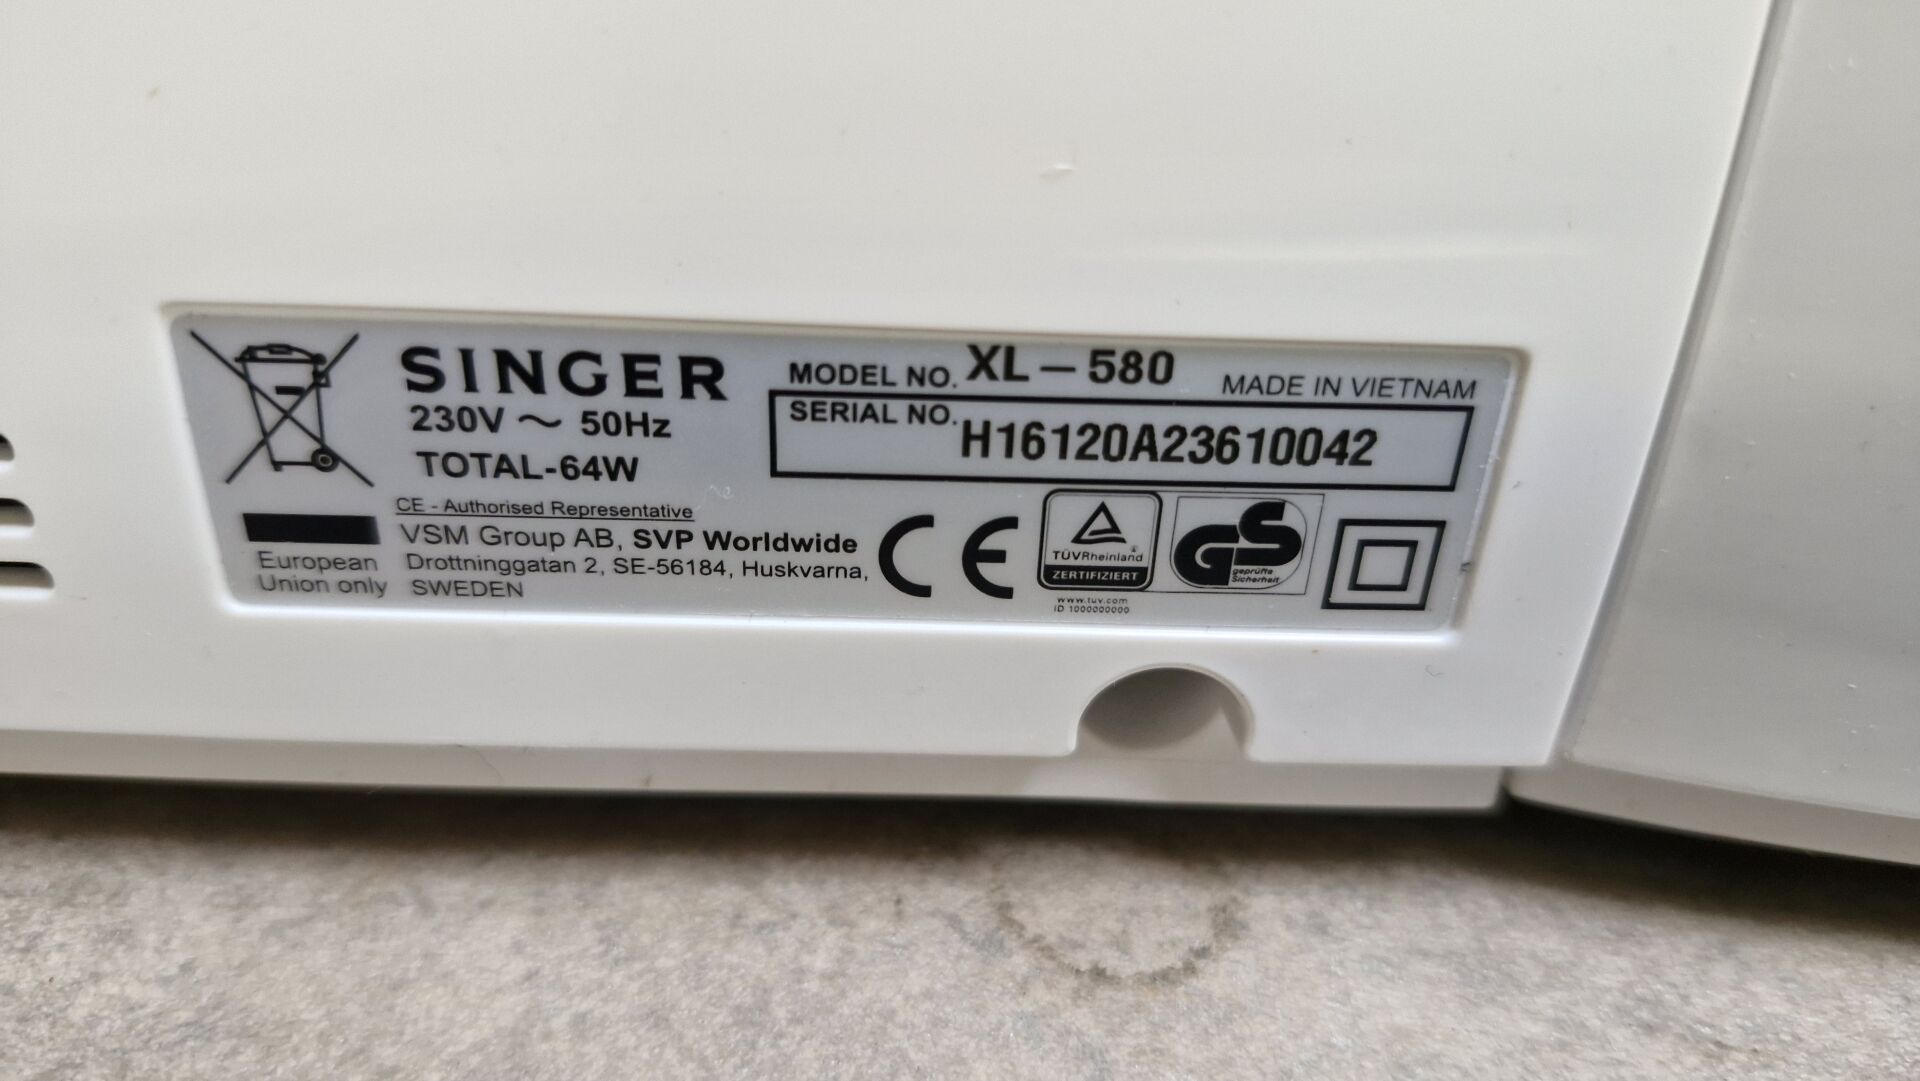 SINGER
230V ~ 50Hz
TOTAL-64W
MODEL NO. XL-580
MADE IN VIETNAM
SERIAL NO. H16120A23610042
European
Union only
CE - Authorised Representative
VSM Group AB, SVP Worldwide
Drottninggatan 2, SE-56184, Huskvarna,
SWEDEN
CE
TÜVRheinland®
ZERTIFIZIERT
www.tuv.com
ID 1000000000
GS
geprüfte
Sicherheit